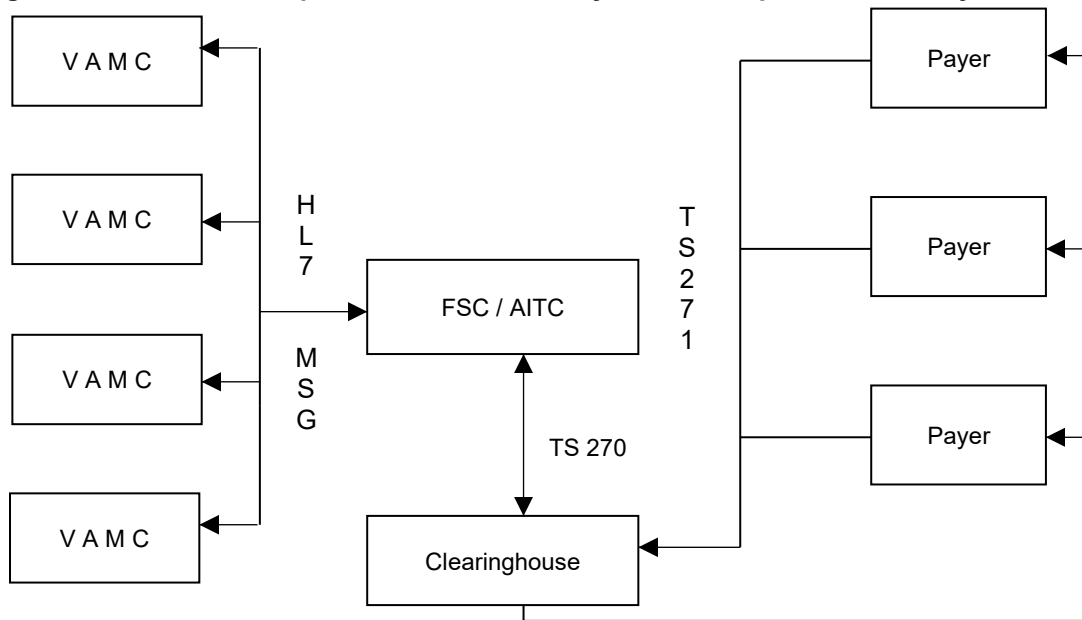 V A M C
Payer
V A M C
H
L
7
T
S
2
7
1
Payer
FSC / AITC
V A M C
M
S
G
Payer
TS 270
V A M C
Clearinghouse